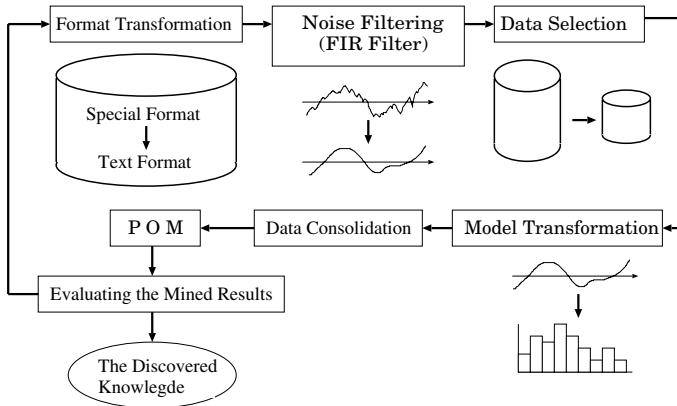 Format Transformation
Noise Filtering
(FIR Filter)
Data Selection
Special Format
Text Format
P O M
Data Consolidation
Model Transformation
Evaluating the Mined Results
The Discovered
Knowlegde